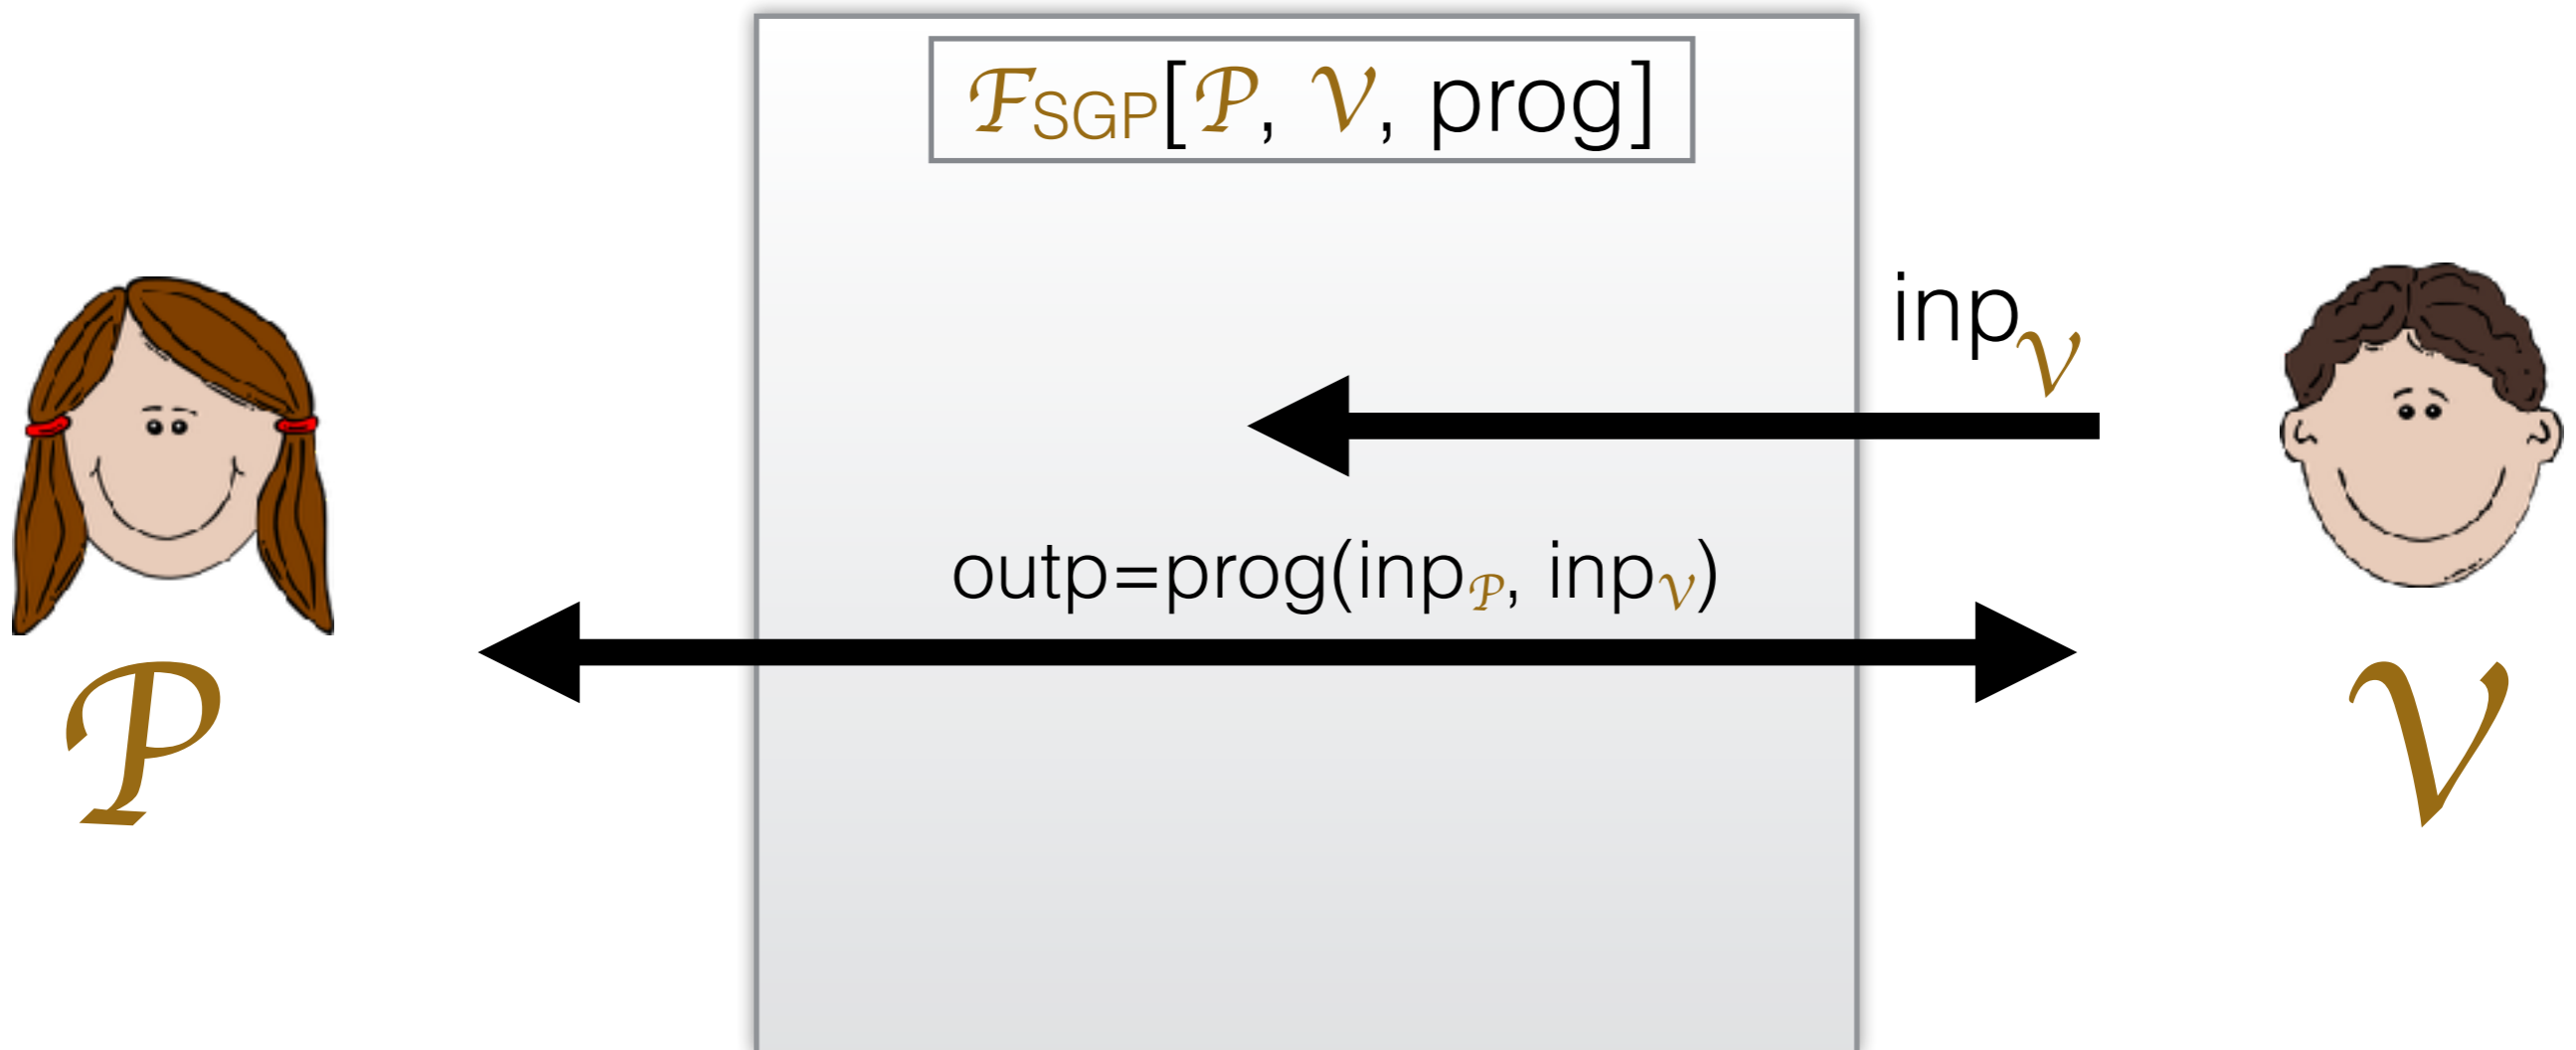 𝓕SGP[𝓟, 𝓥, prog]
inp𝓥
outp=prog(inp𝓟, inp𝓥)
𝓟
𝓥